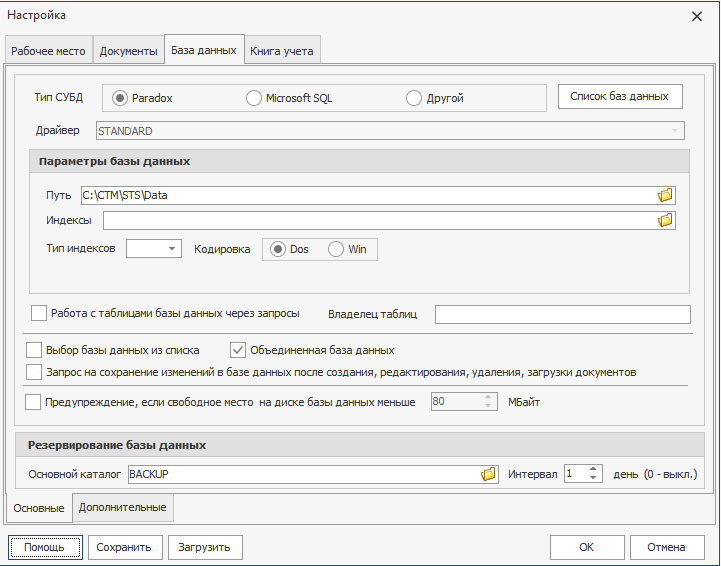 Настройка
Рабочее место Документы База данных Книга учета
Тип СУБД Paradox Microsoft SQL Другой Список баз данных
Драйвер STANDARD
Параметры базы данных
Путь C:\CTM\STS\Data
Индексы
Тип индексов Кодировка Dos Win
Работа с таблицами базы данных через запросы Владелец таблиц
Выбор базы данных из списка Объединенная база данных
Запрос на сохранение изменений в базе данных после создания, редактирования, удаления, загрузки документов
Предупреждение, если свободное место на диске базы данных меньше 80 МБайт
Резервирование базы данных
Основной каталог BACKUP Интервал 1 день (0 - выкл.)
Основные Дополнительные
Помощь Сохранить Загрузить OK Отмена